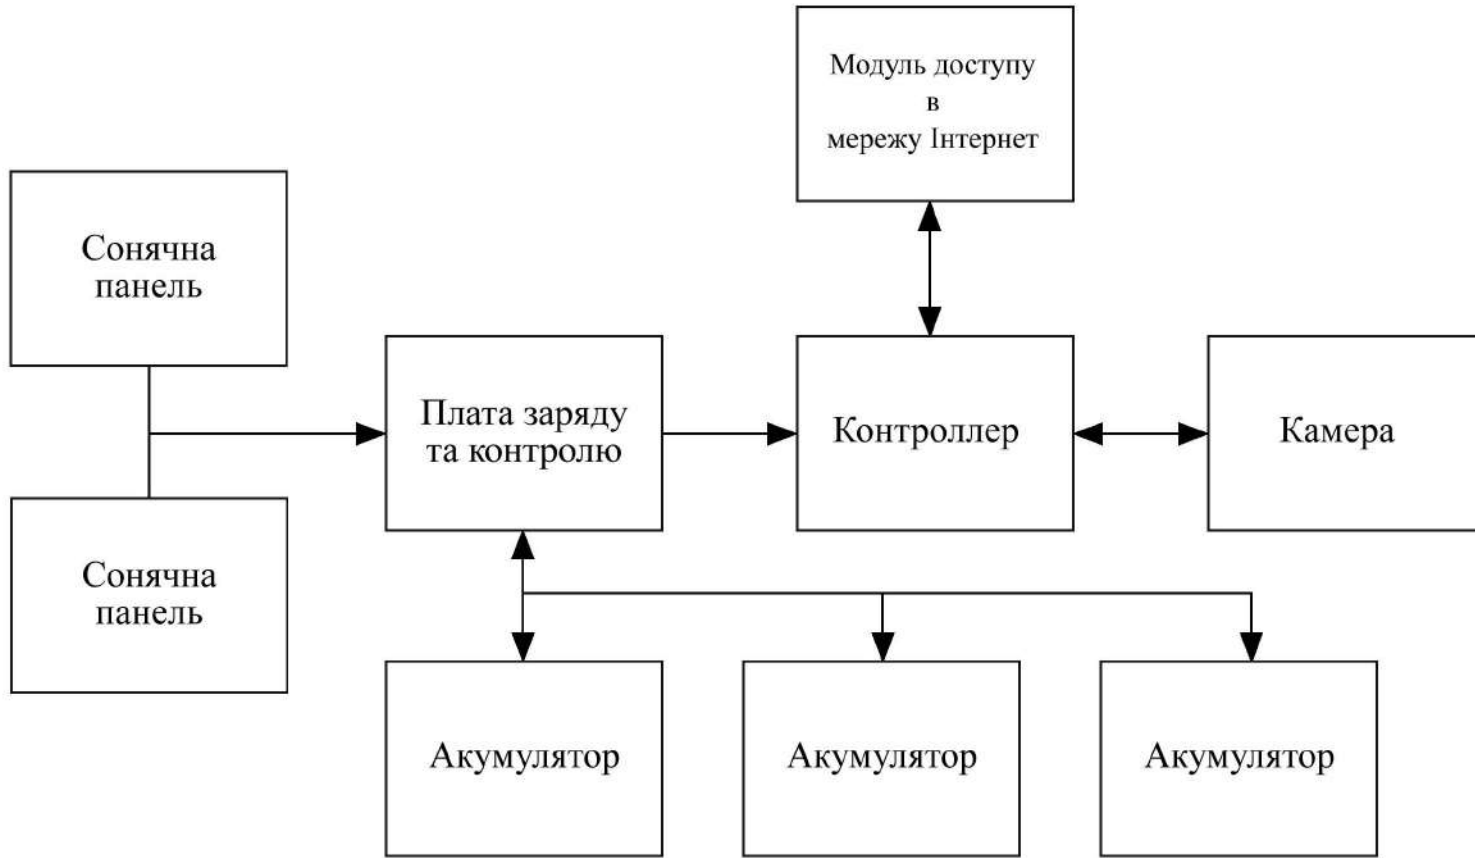 Модуль доступу
в
мережу Інтернет
Сонячна
панель
Плата заряду
та контролю
Контроллер
Камера
Сонячна
панель
Акумулятор
Акумулятор
Акумулятор